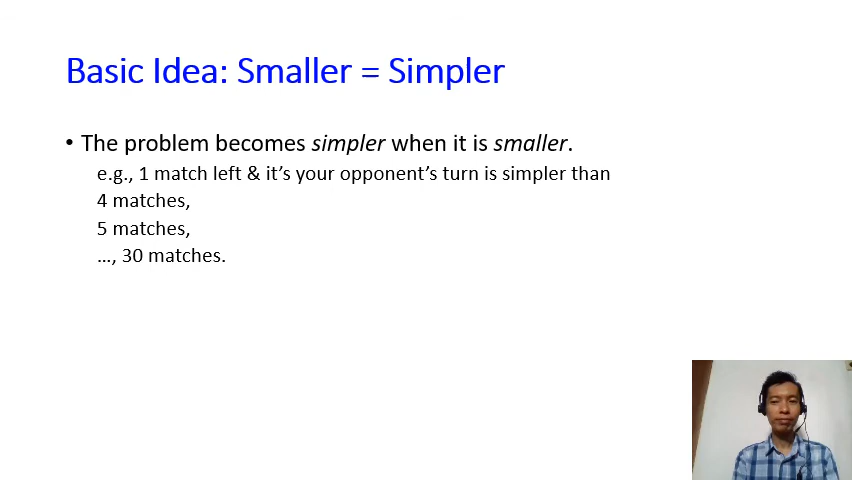 Basic Idea: Smaller = Simpler
• The problem becomes simpler when it is smaller.
e.g., 1 match left & it’s your opponent’s turn is simpler than
4 matches,
5 matches,
…, 30 matches.